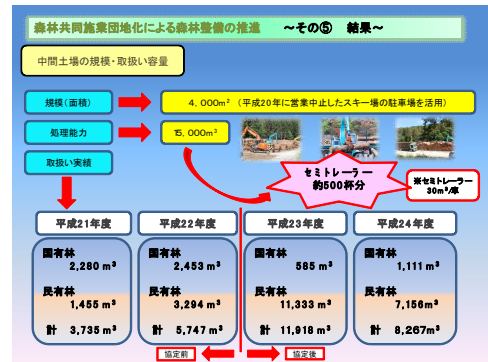 森林共同施業団地化による森林整備の推進　～その⑤　結果～
中間土場の規模・取扱い容量
規模（面積）
4，000m²（平成20年に営業中止したスキー場の駐車場を活用）
処理能力
15，000m³
取扱い実績
セミトレーラー
約500杯分
※セミトレーラー
30m³/車
平成21年度
平成22年度
平成23年度
平成24年度
国有林
2,280 m³
民有林
1,455 m³
計　3,735 m³
国有林
2,453 m³
民有林
3,294 m³
計　5,747 m³
国有林
585 m³
民有林
11,333 m³
計　11,918 m³
国有林
1,111 m³
民有林
7,156m³
計　8,267m³
協定前
協定後